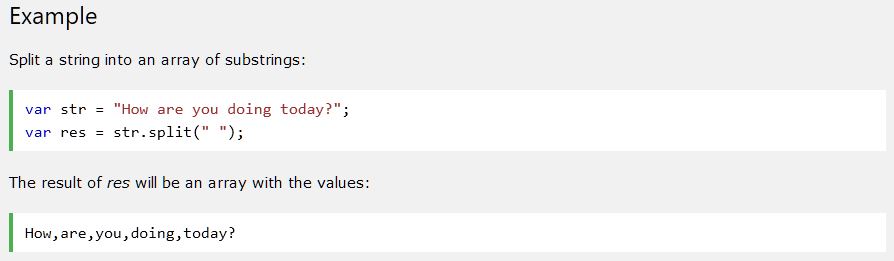 Example
Split a string into an array of substrings:
var str = "How are you doing today?";
var res = str.split(" ");
The result of res will be an array with the values:
How,are,you,doing,today?